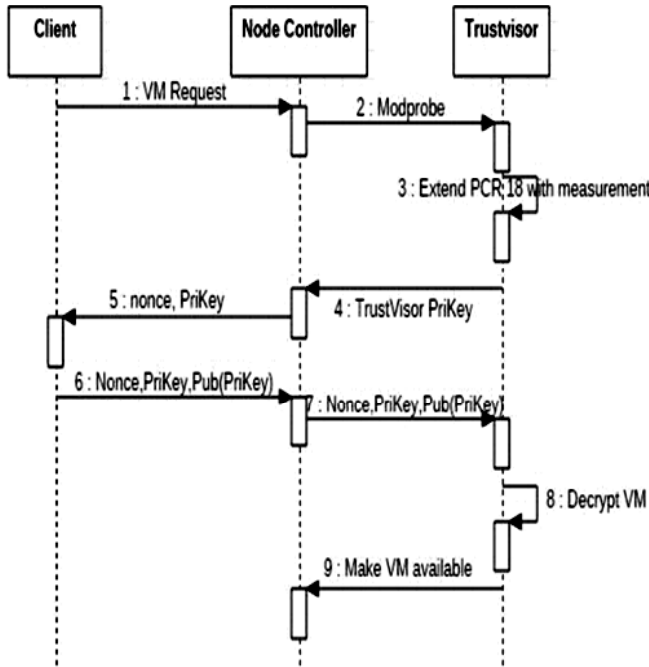 Client
Node Controller
Trustvisor
1 : VM Request
2 : Modprobe
3 : Extend PCR 18 with measurement
4 : TrustVisor PriKey
5 : nonce, PriKey
6 : Nonce,PriKey,Pub(PriKey)
7 : Nonce,PriKey,Pub(PriKey)
8 : Decrypt VM
9 : Make VM available